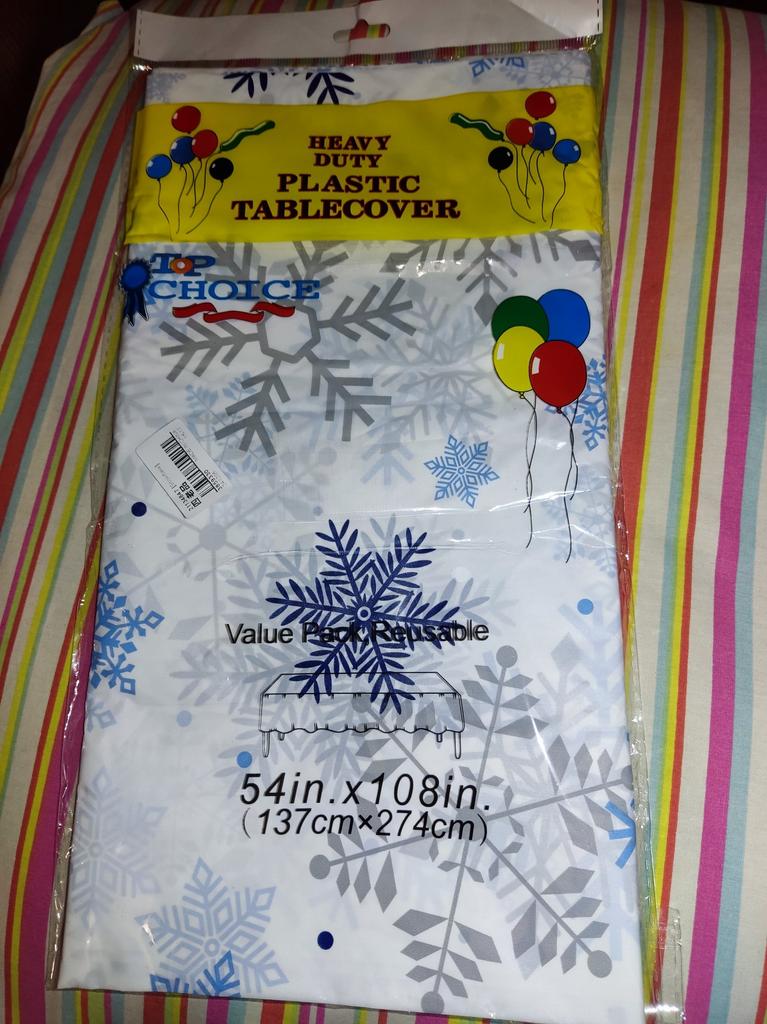 HEAVY
DUTY
PLASTIC
TABLECOVER
TOP
CHOICE
Value Pack Reusable
54in.x108in.
(137cm×274cm)